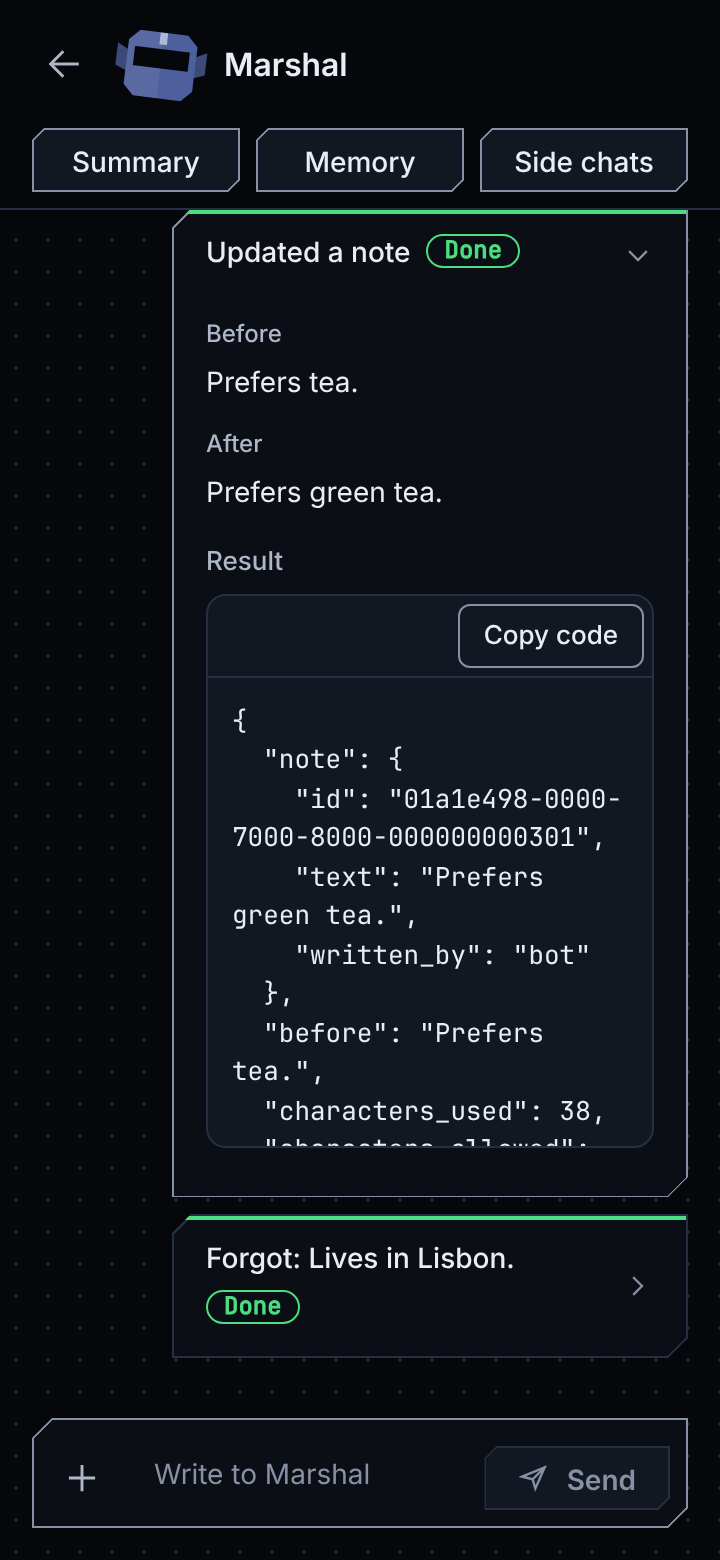 Marshal
Summary
Memory
Side chats
Updated a note
Done
Before
Prefers tea.
After
Prefers green tea.
Result
Copy code
{
"note": {
"id": "01a1e498-0000-
7000-8000-000000000301",
"text": "Prefers
green tea.",
"written_by": "bot"
},
"before": "Prefers
tea.",
"characters_used": 38,
"characters_allowed":
Forgot: Lives in Lisbon.
Done
Write to Marshal
Send